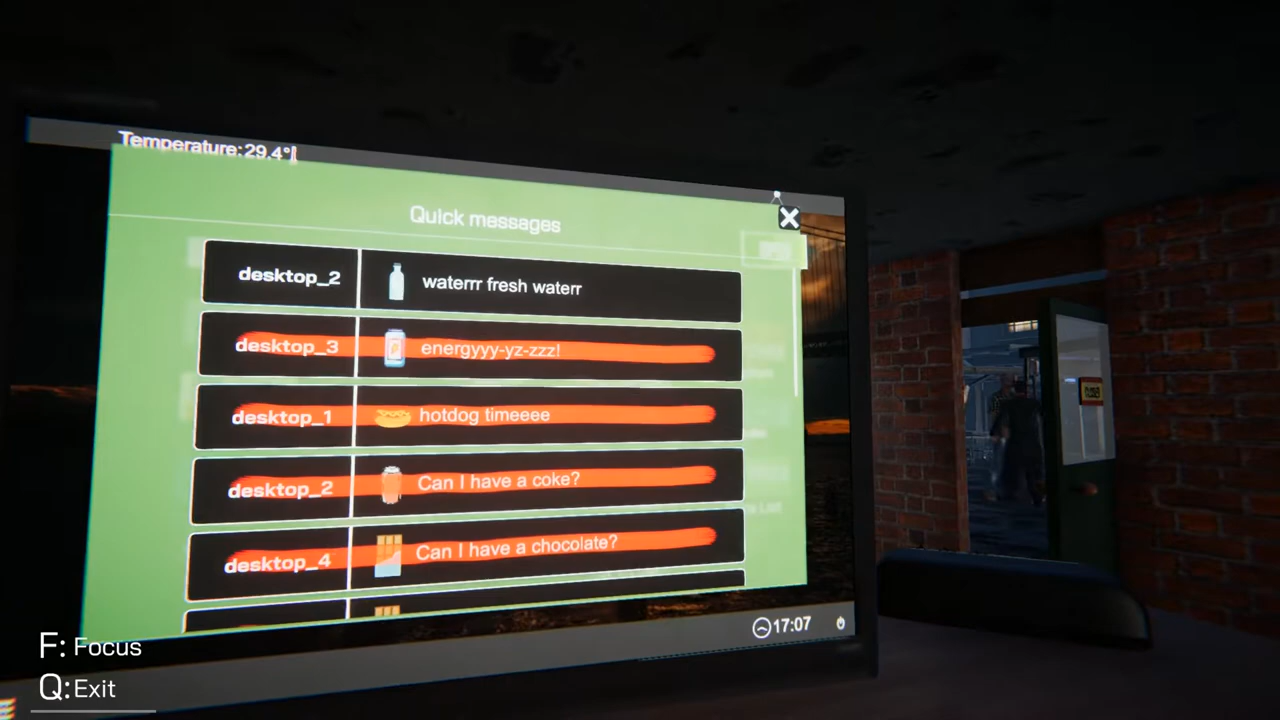 Temperature:29.4°
Quick messages
desktop_2 waterrr fresh waterr
desktop_3 energyyy-yz-zzz!
desktop_1 hotdog timeeee
desktop_2 Can I have a coke?
desktop_4 Can I have a chocolate?
17:07
F: Focus
Q: Exit